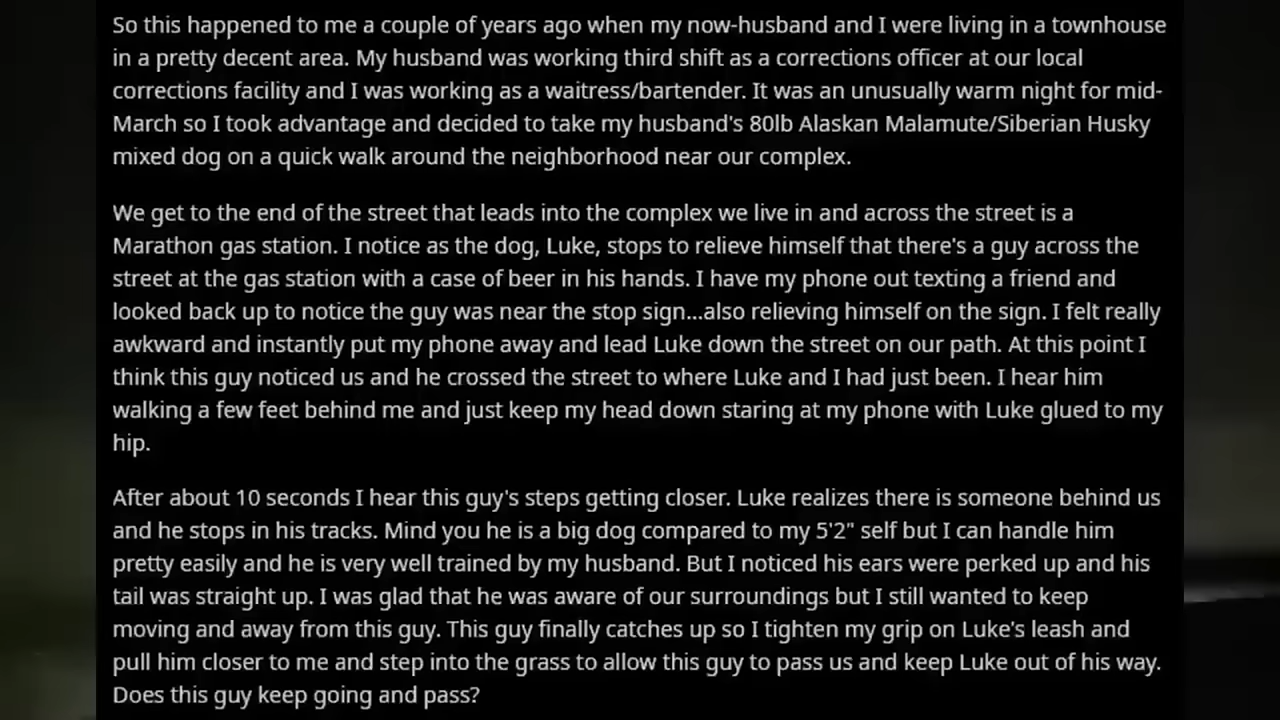 So this happened to me a couple of years ago when my now-husband and I were living in a townhouse
in a pretty decent area. My husband was working third shift as a corrections officer at our local
corrections facility and I was working as a waitress/bartender. It was an unusually warm night for mid-
March so I took advantage and decided to take my husband's 80lb Alaskan Malamute/Siberian Husky
mixed dog on a quick walk around the neighborhood near our complex.
We get to the end of the street that leads into the complex we live in and across the street is a
Marathon gas station. I notice as the dog, Luke, stops to relieve himself that there's a guy across the
street at the gas station with a case of beer in his hands. I have my phone out texting a friend and
looked back up to notice the guy was near the stop sign...also relieving himself on the sign. I felt really
awkward and instantly put my phone away and lead Luke down the street on our path. At this point I
think this guy noticed us and he crossed the street to where Luke and I had just been. I hear him
walking a few feet behind me and just keep my head down staring at my phone with Luke glued to my
hip.
After about 10 seconds I hear this guy's steps getting closer. Luke realizes there is someone behind us
and he stops in his tracks. Mind you he is a big dog compared to my 5'2" self but I can handle him
pretty easily and he is very well trained by my husband. But I noticed his ears were perked up and his
tail was straight up. I was glad that he was aware of our surroundings but I still wanted to keep
moving and away from this guy. This guy finally catches up so I tighten my grip on Luke's leash and
pull him closer to me and step into the grass to allow this guy to pass us and keep Luke out of his way.
Does this guy keep going and pass?